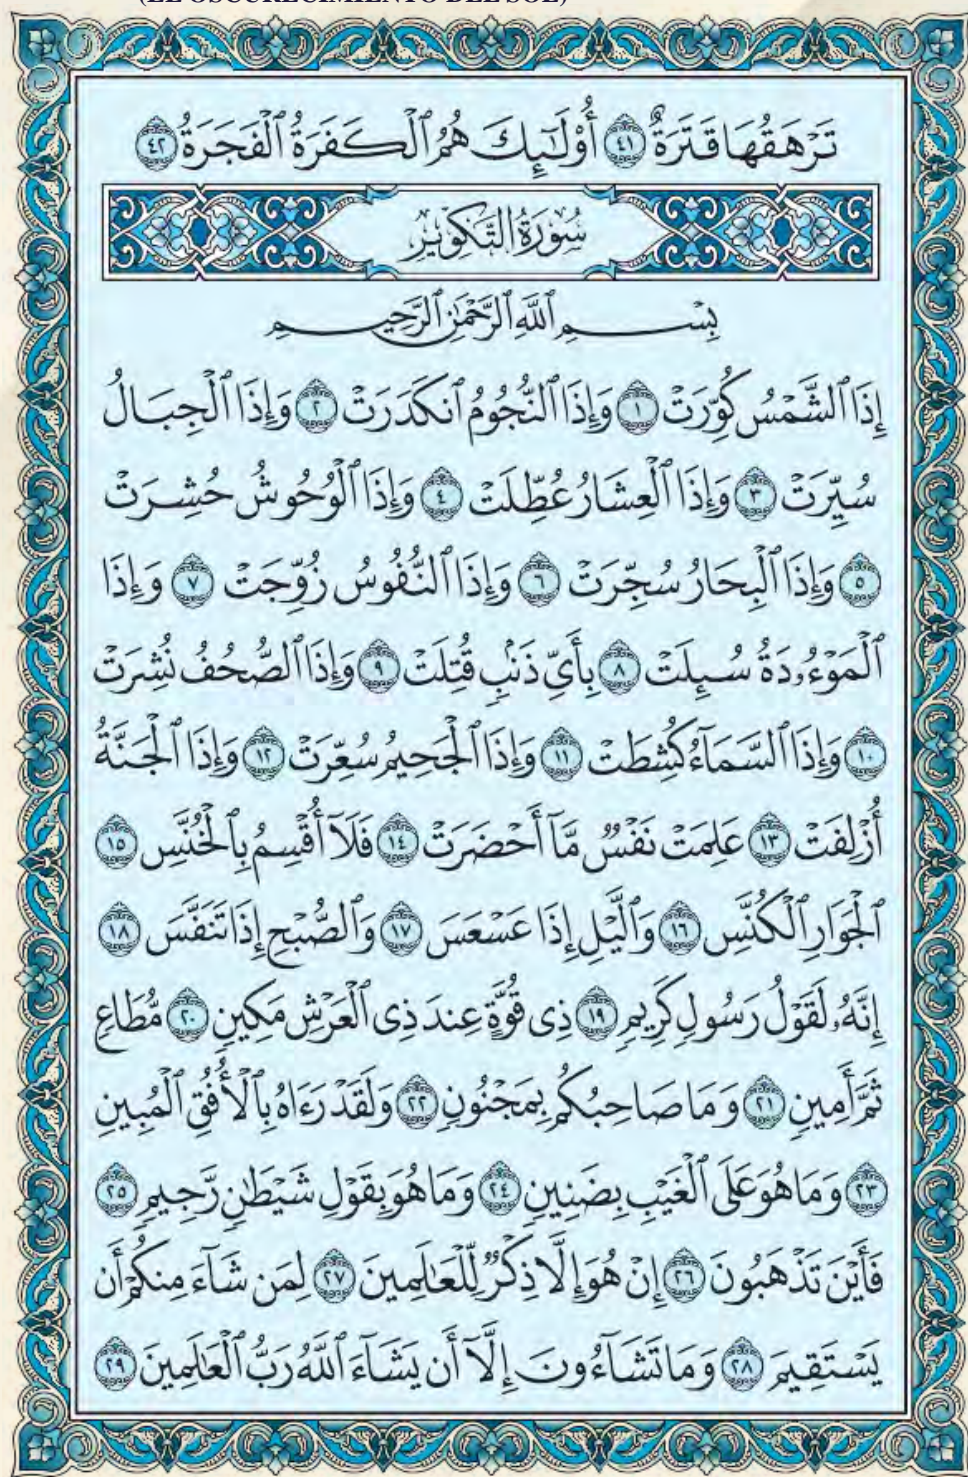 (EL OSCURECIMIENTO DEL SOL)
تَرْهَقُهَا قَتَرَةٌ ٤١ أُوْلَـٰٓئِكَ هُمُ ٱلْكَفَرَةُ ٱلْفَجَرَةُ ٤٢
سُورَةُ التَّكْوِيرِ
بِسْمِ ٱللَّهِ ٱلرَّحْمَٰنِ ٱلرَّحِيمِ
إِذَا ٱلشَّمْسُ كُوِّرَتْ ١ وَإِذَا ٱلنُّجُومُ ٱنكَدَرَتْ ٢ وَإِذَا ٱلْجِبَالُ
سُيِّرَتْ ٣ وَإِذَا ٱلْعِشَارُ عُطِّلَتْ ٤ وَإِذَا ٱلْوُحُوشُ حُشِرَتْ
٥ وَإِذَا ٱلْبِحَارُ سُجِّرَتْ ٦ وَإِذَا ٱلنُّفُوسُ زُوِّجَتْ ٧ وَإِذَا
ٱلْمَوْءُۥدَةُ سُئِلَتْ ٨ بِأَىِّ ذَنۢبٍ قُتِلَتْ ٩ وَإِذَا ٱلصُّحُفُ نُشِرَتْ
١٠ وَإِذَا ٱلسَّمَآءُ كُشِطَتْ ١١ وَإِذَا ٱلْجَحِيمُ سُعِّرَتْ ١٢ وَإِذَا ٱلْجَنَّةُ
أُزْلِفَتْ ١٣ عَلِمَتْ نَفْسٌ مَّآ أَحْضَرَتْ ١٤ فَلَآ أُقْسِمُ بِٱلْخُنَّسِ ١٥
ٱلْجَوَارِ ٱلْكُنَّسِ ١٦ وَٱلَّيْلِ إِذَا عَسْعَسَ ١٧ وَٱلصُّبْحِ إِذَا تَنَفَّسَ ١٨
إِنَّهُۥ لَقَوْلُ رَسُولٍ كَرِيمٍ ١٩ ذِى قُوَّةٍ عِندَ ذِى ٱلْعَرْشِ مَكِينٍ ٢٠ مُّطَاعٍ
ثَمَّ أَمِينٍ ٢١ وَمَا صَاحِبُكُم بِمَجْنُونٍ ٢٢ وَلَقَدْ رَءَاهُ بِٱلْأُفُقِ ٱلْمُبِينِ
٢٣ وَمَا هُوَ عَلَى ٱلْغَيْبِ بِضَنِينٍ ٢٤ وَمَا هُوَ بِقَوْلِ شَيْطَٰنٍ رَّجِيمٍ ٢٥
فَأَيْنَ تَذْهَبُونَ ٢٦ إِنْ هُوَ إِلَّا ذِكْرٌ لِّلْعَٰلَمِينَ ٢٧ لِمَن شَآءَ مِنكُمْ أَن
يَسْتَقِيمَ ٢٨ وَمَا تَشَآءُونَ إِلَّآ أَن يَشَآءَ ٱللَّهُ رَبُّ ٱلْعَٰلَمِينَ ٢٩